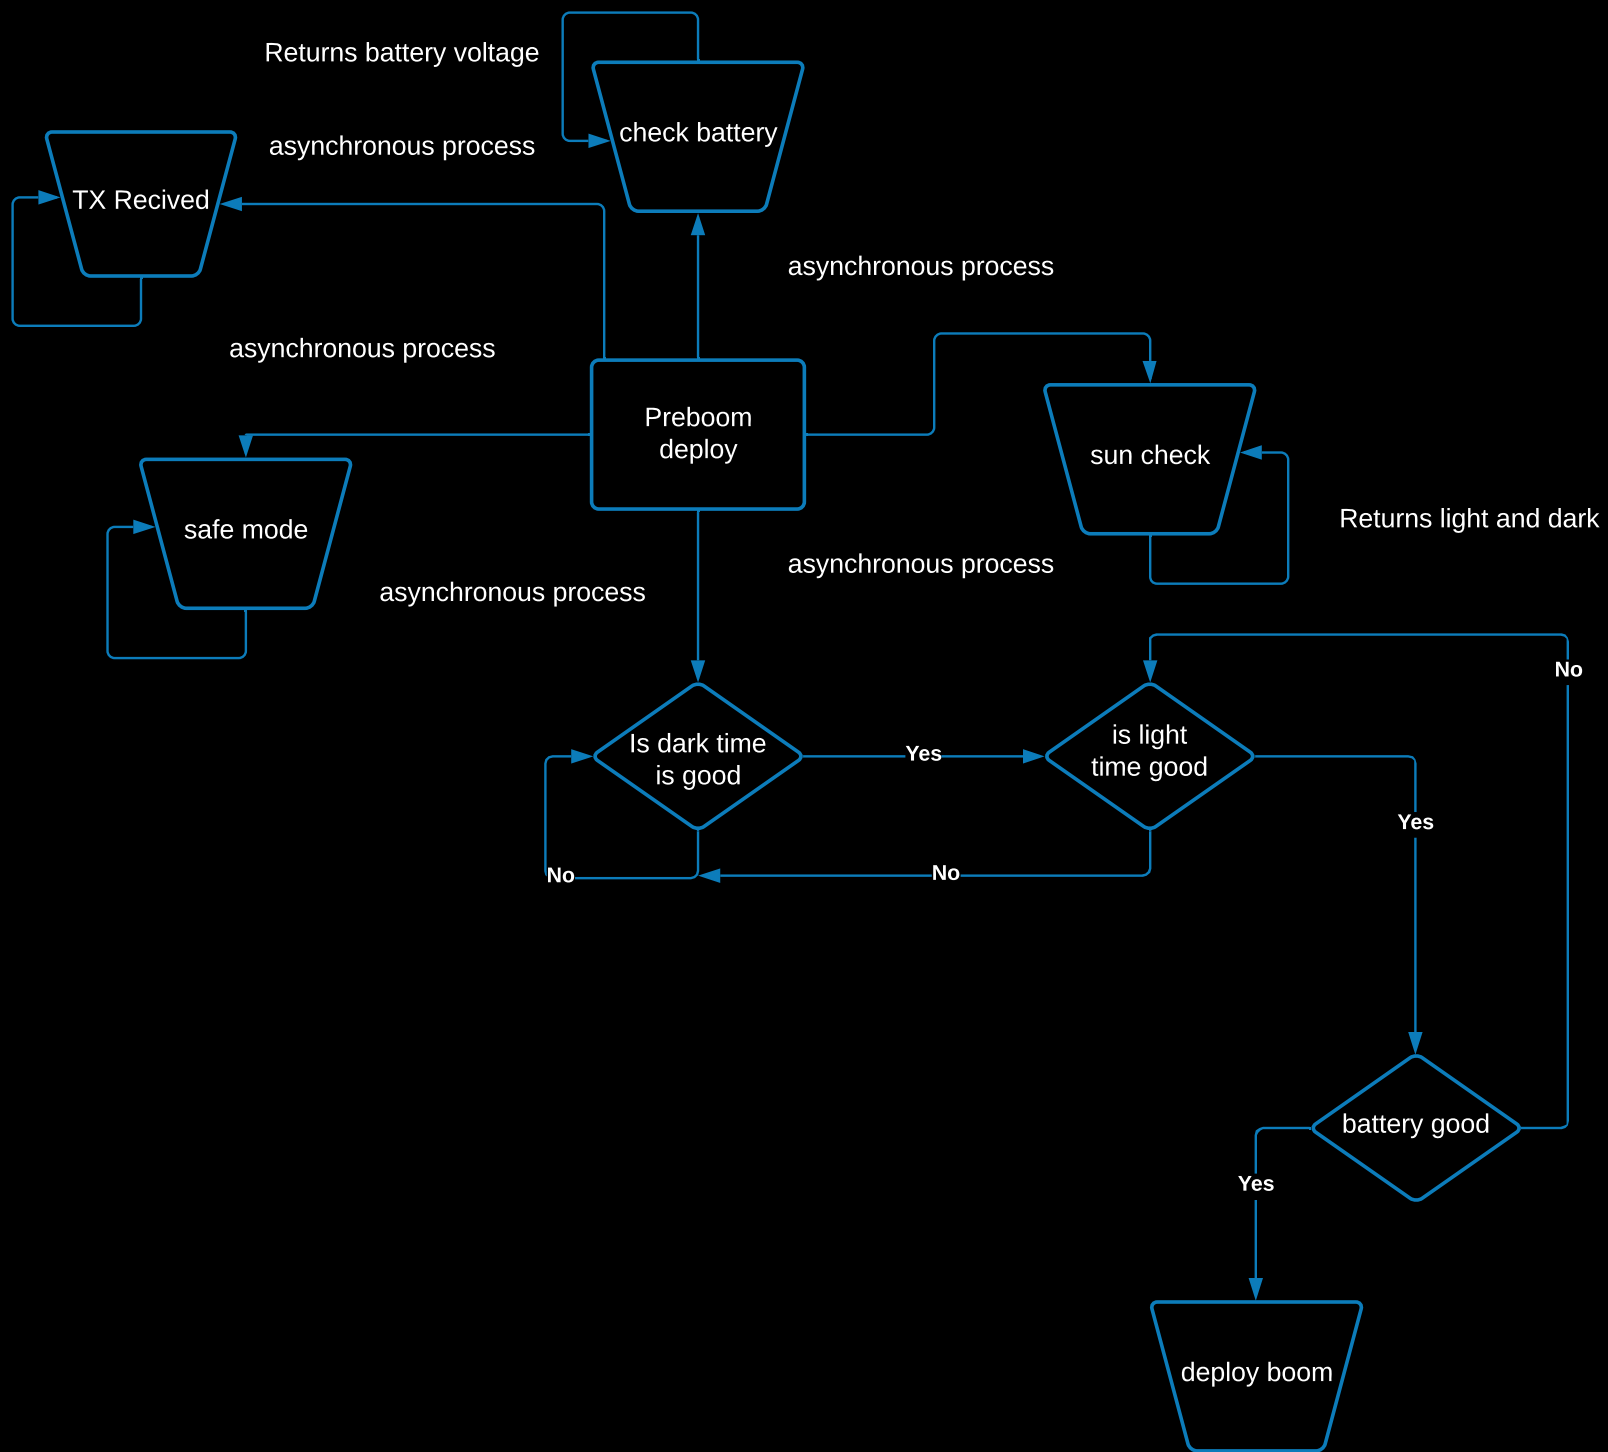 Returns battery voltage
check battery
asynchronous process
TX Recived
asynchronous process
asynchronous process
Preboom
deploy
sun check
safe mode
Returns light and dark
asynchronous process
asynchronous process
No
Is dark time
is good
Yes
is light
time good
Yes
No
No
battery good
Yes
deploy boom